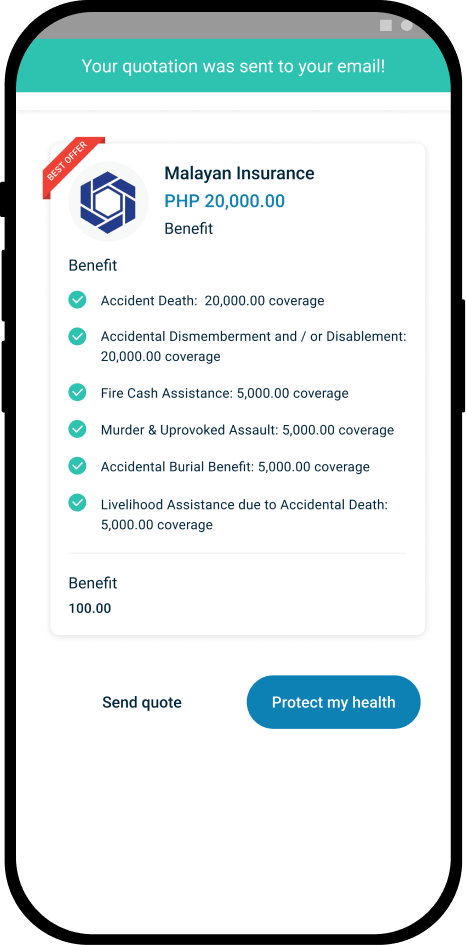 Your quotation was sent to your email!
BEST OFFER
Malayan Insurance
PHP 20,000.00
Benefit
Benefit
Accident Death:  20,000.00 coverage
Accidental Dismemberment and / or Disablement:
20,000.00 coverage
Fire Cash Assistance: 5,000.00 coverage
Murder & Uprovoked Assault: 5,000.00 coverage
Accidental Burial Benefit: 5,000.00 coverage
Livelihood Assistance due to Accidental Death:
5,000.00 coverage
Benefit
100.00
Send quote
Protect my health